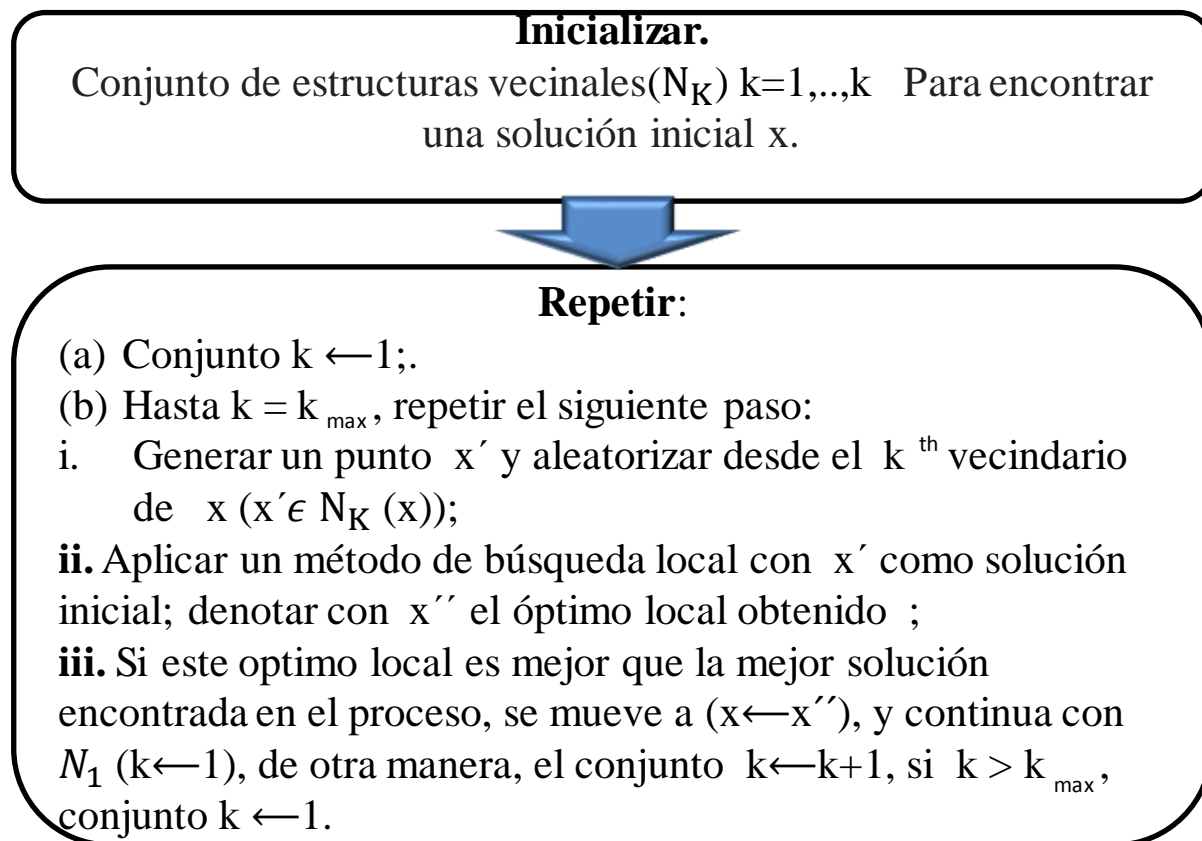 Inicializar.
Conjunto de estructuras vecinales(N_K) k=1,..,k Para encontrar
una solución inicial x.
Repetir:
(a) Conjunto k ←1;.
(b) Hasta k = k max, repetir el siguiente paso:
i. Generar un punto x´ y aleatorizar desde el k th vecindario
de x (x´ϵ N_K (x));
ii. Aplicar un método de búsqueda local con x´ como solución
inicial; denotar con x´´ el óptimo local obtenido ;
iii. Si este optimo local es mejor que la mejor solución
encontrada en el proceso, se mueve a (x←x´´), y continua con
N_1 (k←1), de otra manera, el conjunto k←k+1, si k > k max,
conjunto k ←1.